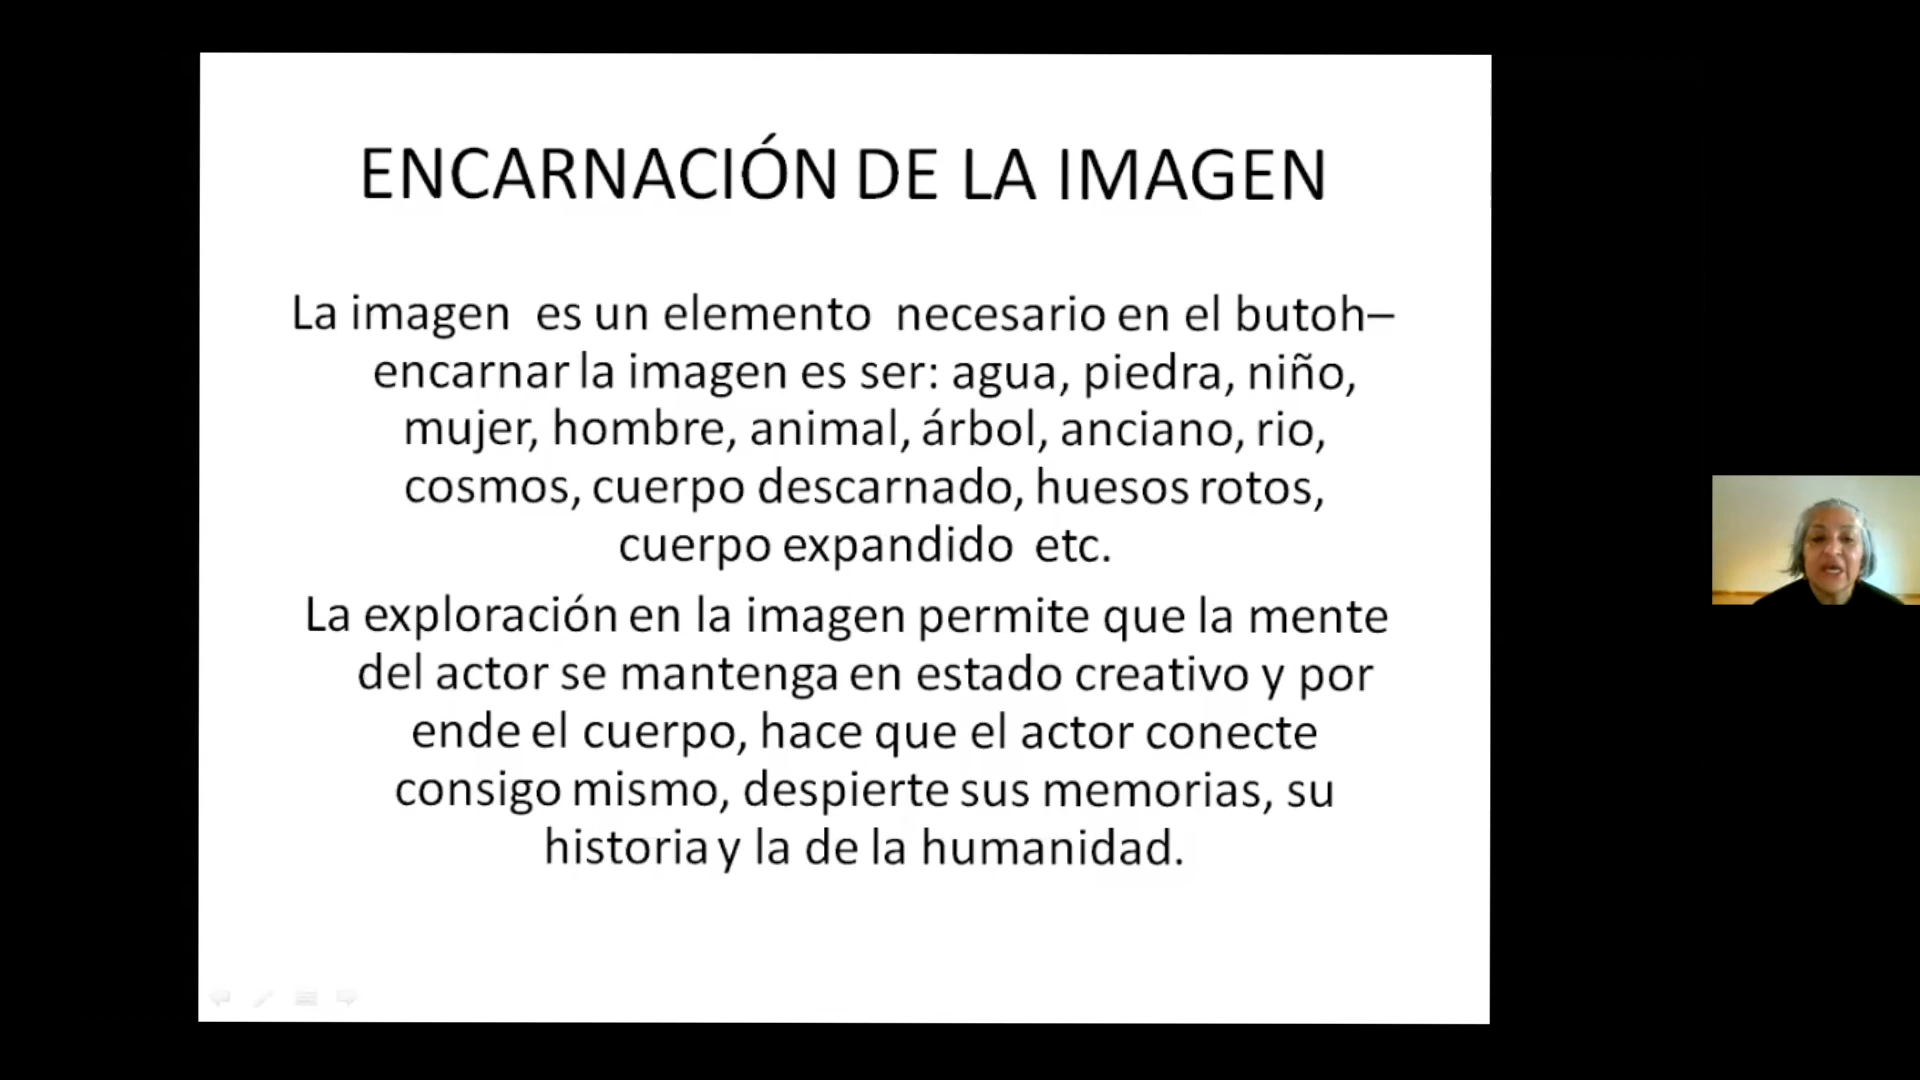 ENCARNACIÓN DE LA IMAGEN
La imagen es un elemento necesario en el butoh–
encarnar la imagen es ser: agua, piedra, niño,
mujer, hombre, animal, árbol, anciano, rio,
cosmos, cuerpo descarnado, huesos rotos,
cuerpo expandido etc.
La exploración en la imagen permite que la mente
del actor se mantenga en estado creativo y por
ende el cuerpo, hace que el actor conecte
consigo mismo, despierte sus memorias, su
historia y la de la humanidad.